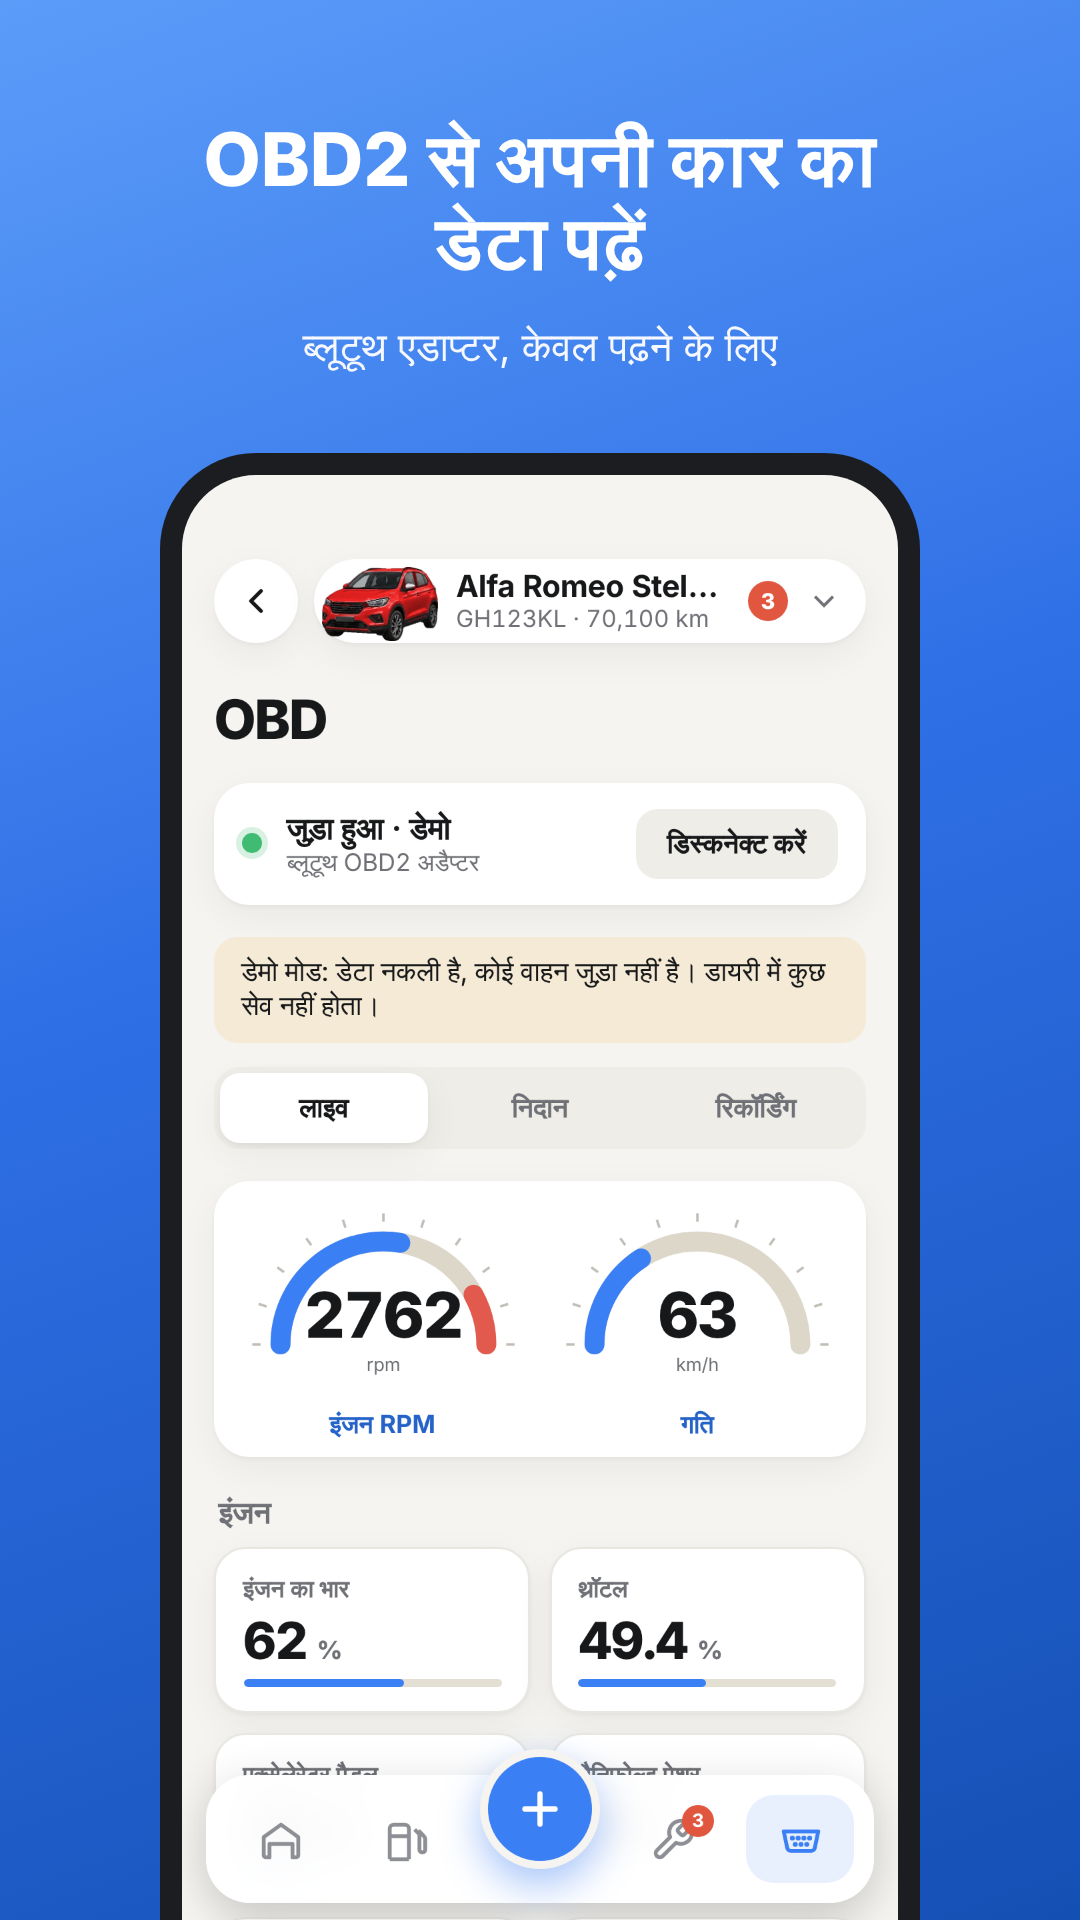 OBD2 से अपनी कार का
डेटा पढ़ें
ब्लूटूथ एडाप्टर, केवल पढ़ने के लिए
Alfa Romeo Stel...
GH123KL · 70,100 km
3
OBD
जुड़ा हुआ · डेमो
ब्लूटूथ OBD2 अडैप्टर
डिस्कनेक्ट करें
डेमो मोड: डेटा नकली है, कोई वाहन जुड़ा नहीं है। डायरी में कुछ
सेव नहीं होता।
लाइव
निदान
रिकॉर्डिंग
2762
rpm
इंजन RPM
63
km/h
गति
इंजन
इंजन का भार
62 %
थ्रॉटल
49.4 %
3